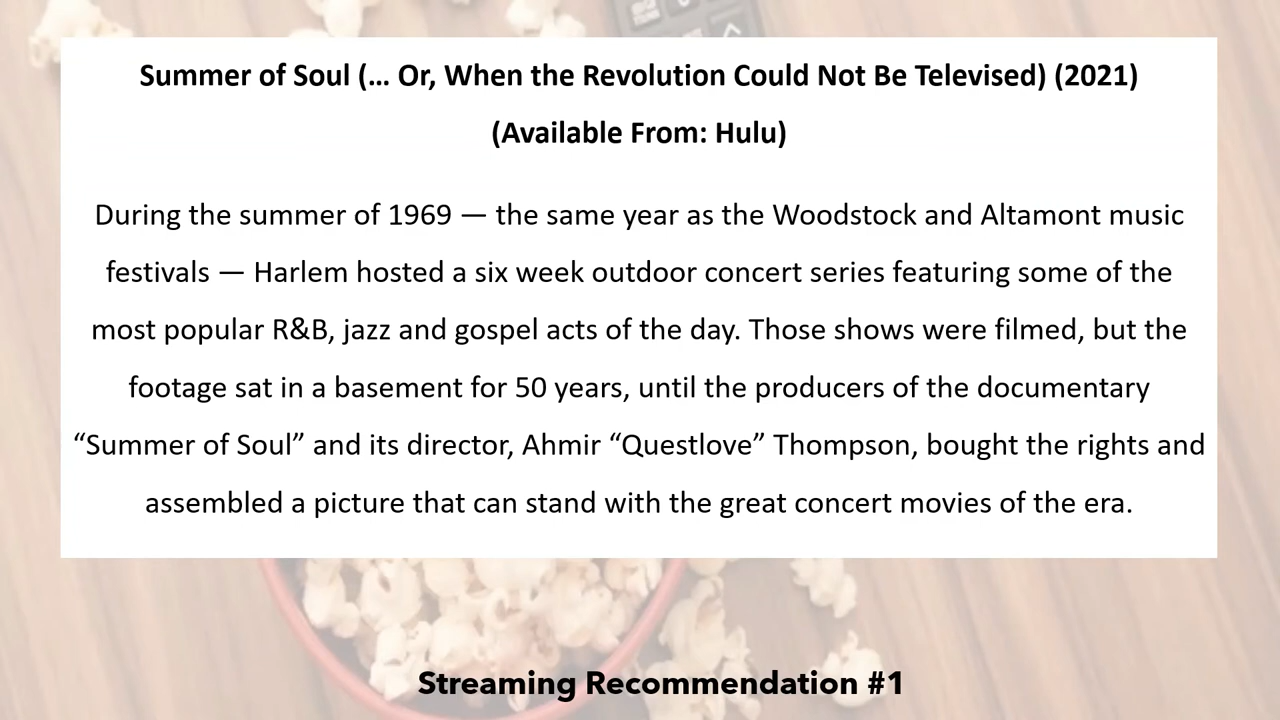 Summer of Soul (... Or, When the Revolution Could Not Be Televised) (2021)
(Available From: Hulu)
During the summer of 1969 — the same year as the Woodstock and Altamont music
festivals — Harlem hosted a six week outdoor concert series featuring some of the
most popular R&B, jazz and gospel acts of the day. Those shows were filmed, but the
footage sat in a basement for 50 years, until the producers of the documentary
“Summer of Soul” and its director, Ahmir “Questlove” Thompson, bought the rights and
assembled a picture that can stand with the great concert movies of the era.
Streaming Recommendation #1